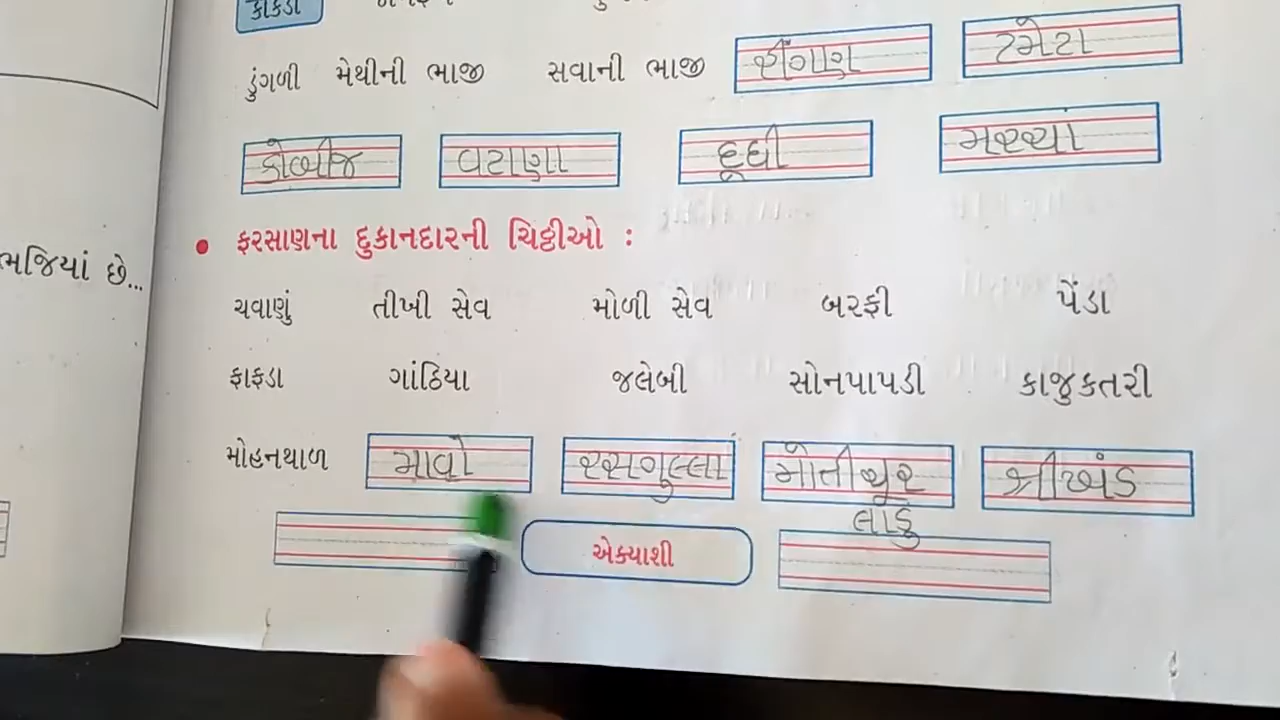 ડુંગળી મેથીની ભાજી સવાની ભાજી રીંગણ ટમેટા
કોબીજ વટાણા દૂધી મરચાં
• ફરસાણના દુકાનદારની ચિઠ્ઠીઓ :
ભજિયાં છે...
ચવાણું તીખી સેવ મોળી સેવ બરફી પેંડા
ફાફડા ગાંઠિયા જલેબી સોનપાપડી કાજુકતરી
મોહનથાળ માવો રસગુલ્લાં મોતીચૂર શ્રીખંડ
લાડુ
એક્યાશી